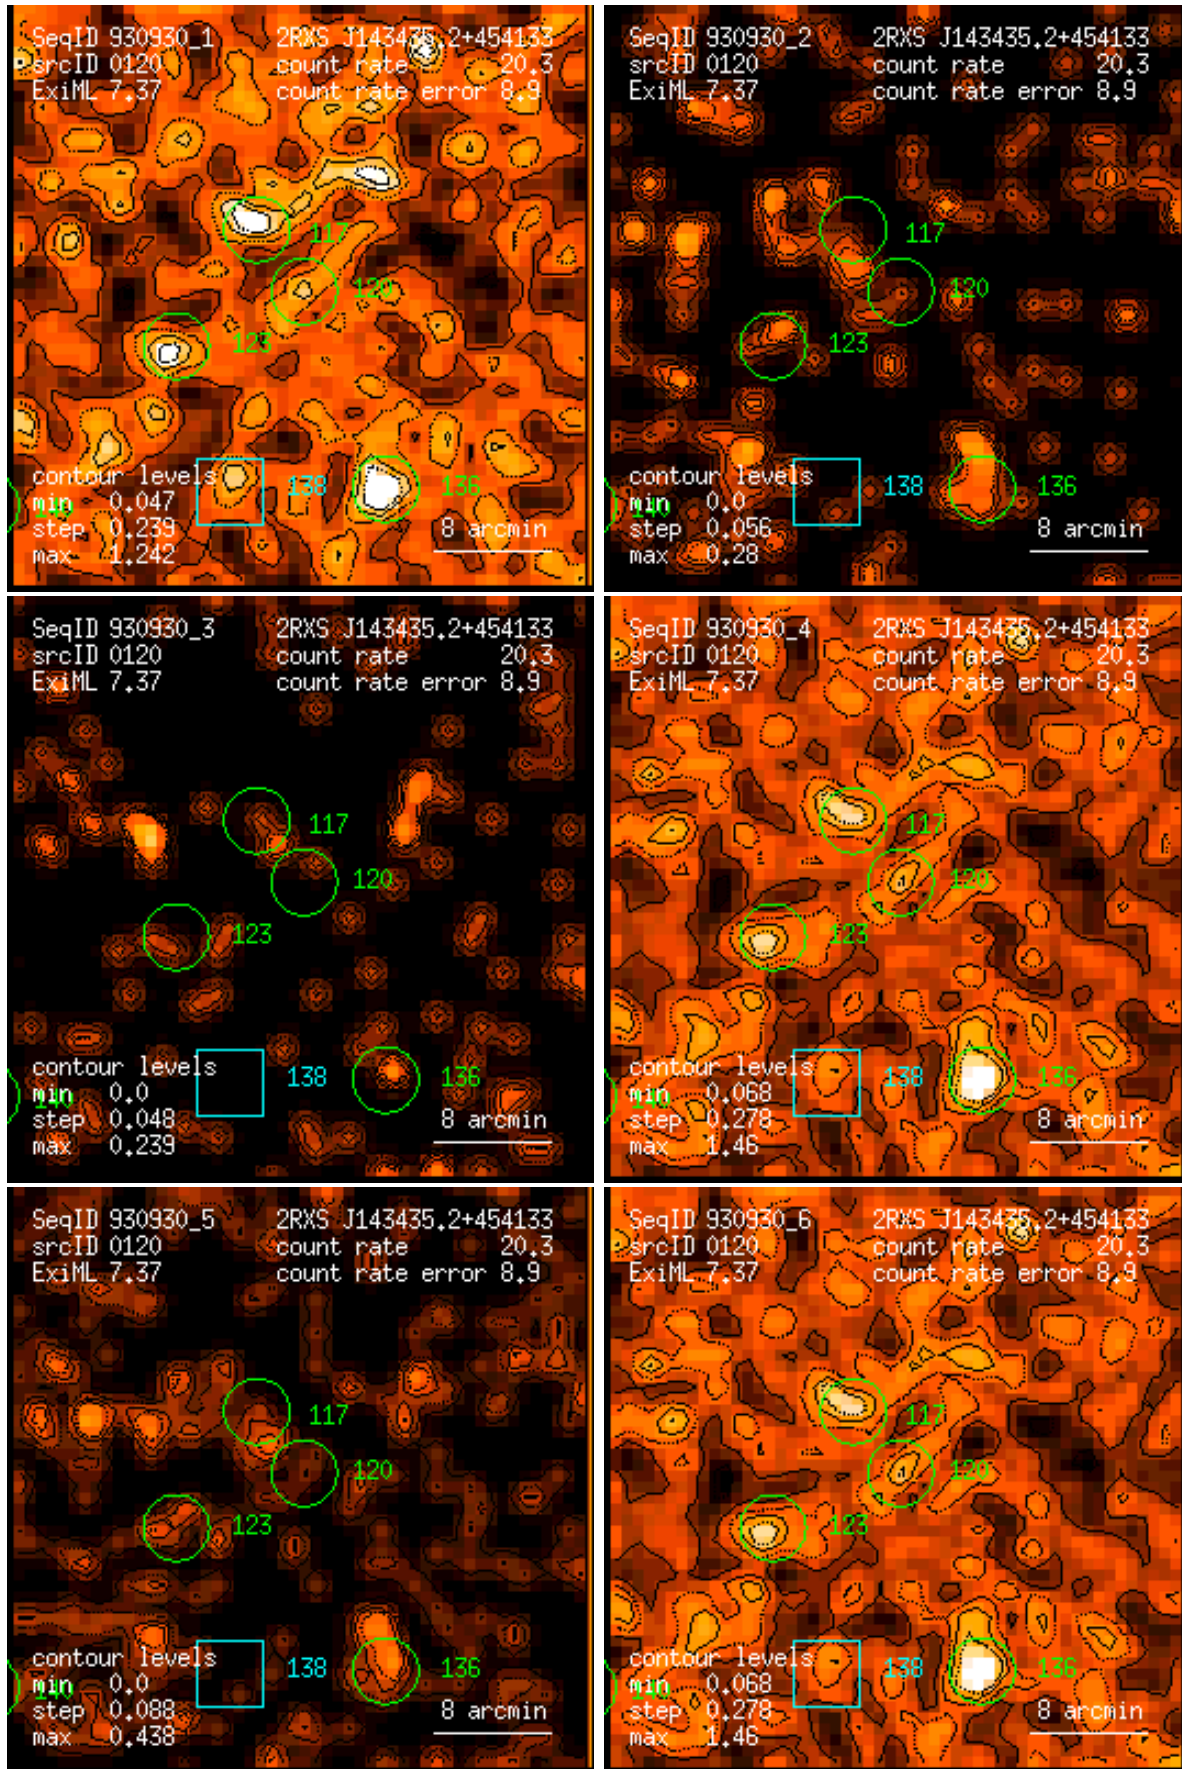 SeqID 930930_1 2RXS J143435.2+454133
srcID 0120 count rate 20.3
ExiML 7.37 count rate error 8.9
117
120
123
contour levels 138 136
min 0.047
140
step 0.239 8 arcmin
max 1.242
SeqID 930930_2 2RXS J143435.2+454133
srcID 0120 count rate 20.3
ExiML 7.37 count rate error 8.9
117
120
123
contour levels 138 136
min 0.0
140
step 0.056 8 arcmin
max 0.28
SeqID 930930_3 2RXS J143435.2+454133
srcID 0120 count rate 20.3
ExiML 7.37 count rate error 8.9
117
120
123
contour levels 138 136
min 0.0
140
step 0.048 8 arcmin
max 0.239
SeqID 930930_4 2RXS J143435.2+454133
srcID 0120 count rate 20.3
ExiML 7.37 count rate error 8.9
117
120
123
contour levels 138 136
min 0.068
140
step 0.278 8 arcmin
max 1.46
SeqID 930930_5 2RXS J143435.2+454133
srcID 0120 count rate 20.3
ExiML 7.37 count rate error 8.9
117
120
123
contour levels 138 136
min 0.0
140
step 0.088 8 arcmin
max 0.438
SeqID 930930_6 2RXS J143435.2+454133
srcID 0120 count rate 20.3
ExiML 7.37 count rate error 8.9
117
120
123
contour levels 138 136
min 0.068
140
step 0.278 8 arcmin
max 1.46